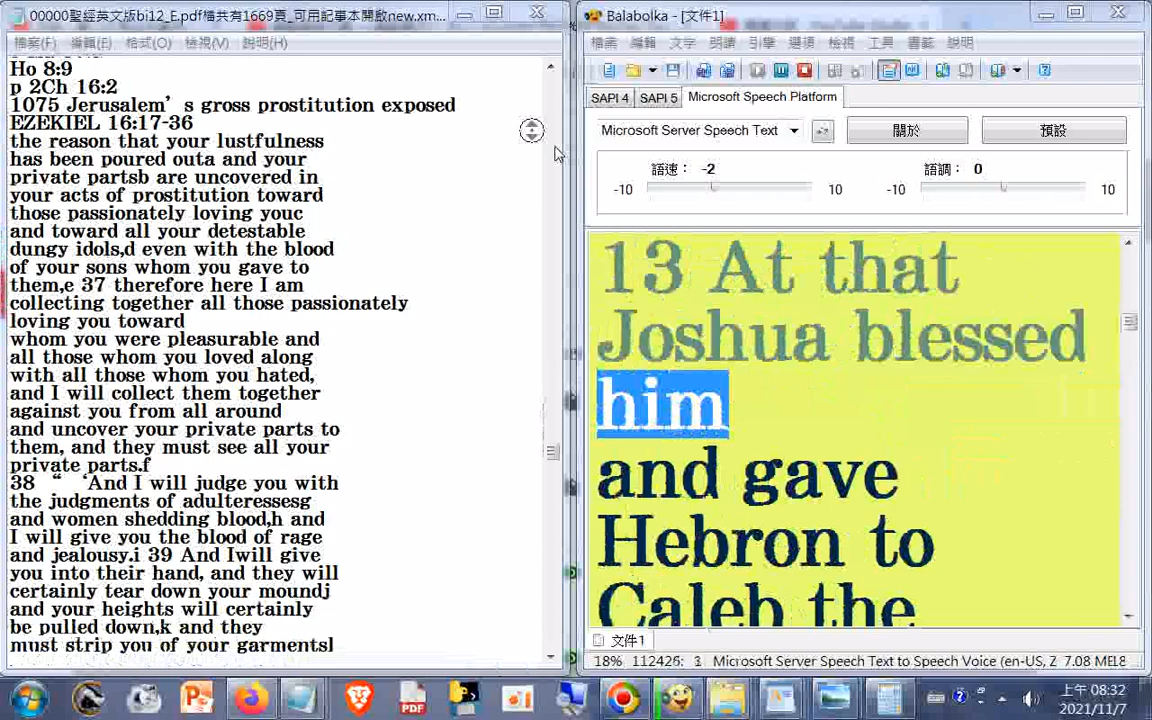 00000聖經英文版bi12_E.pdf檔共有1669頁_可用記事本開啟new.xm...
檔案(F) 編輯(E) 格式(O) 檢視(V) 說明(H)
Ho 8:9
p 2Ch 16:2
1075 Jerusalem’s gross prostitution exposed
EZEKIEL 16:17-36
the reason that your lustfulness
has been poured outa and your
private partsb are uncovered in
your acts of prostitution toward
those passionately loving youc
and toward all your detestable
dungy idols,d even with the blood
of your sons whom you gave to
them,e 37 therefore here I am
collecting together all those passionately
loving you toward
whom you were pleasurable and
all those whom you loved along
with all those whom you hated,
and I will collect them together
against you from all around
and uncover your private parts to
them, and they must see all your
private parts.f
38 “ ‘And I will judge you with
the judgments of adulteressesg
and women shedding blood,h and
I will give you the blood of rage
and jealousy.i 39 And Iwill give
you into their hand, and they will
certainly tear down your moundj
and your heights will certainly
be pulled down,k and they
must strip you of your garmentsl
Balabolka - [文件1]
檔案 編輯 文字 朗讀 引擎 選項 檢視 工具 書籤 說明
SAPI 4 SAPI 5 Microsoft Speech Platform
Microsoft Server Speech Text 關於 預設
語速： -2 語調： 0
-10 10 -10 10
13 At that
Joshua blessed
him
and gave
Hebron to
Caleb the
文件1
18% 112426: 1 Microsoft Server Speech Text to Speech Voice (en-US, Z 7.08 MEL8
上午 08:32
2021/11/7